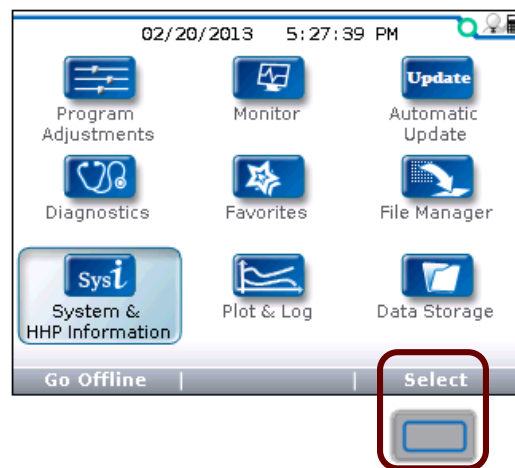 02/20/2013 5:27:39 PM
Update
Program
Adjustments
Monitor
Automatic
Update
Diagnostics
Favorites
File Manager
Sysi
System &
HHP Information
Plot & Log
Data Storage
Go Offline | | Select